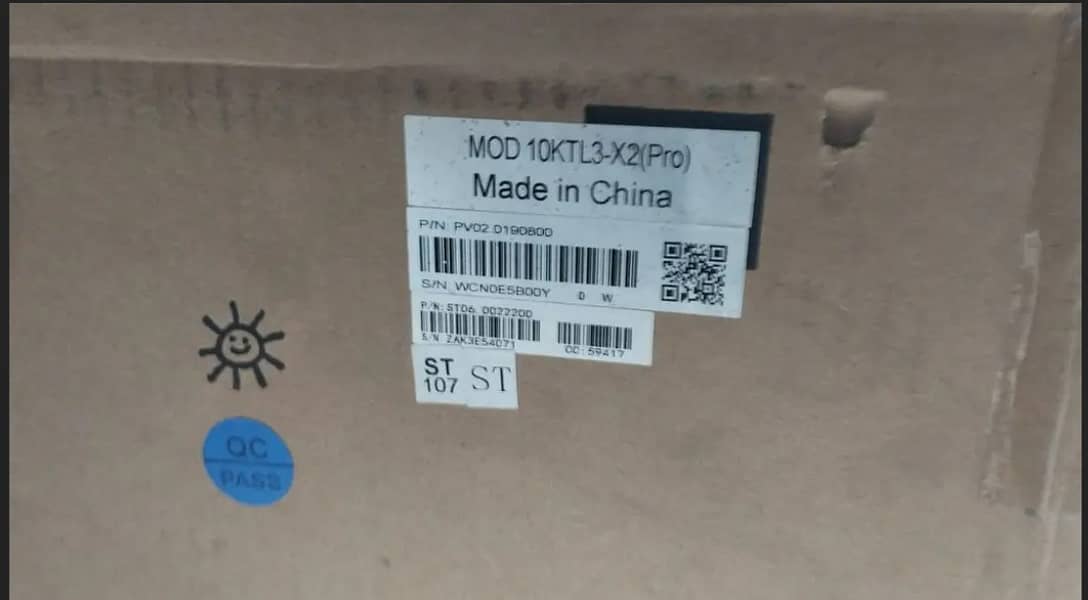 MOD 10KTL3-X2(Pro)
Made in China
P/N: PV02.0190800
S/N: WCN0E5B00Y D W
P/N: ST06.0022200
S/N: ZAK3E54071
CC: 59417
ST
107
ST
QC
PASS